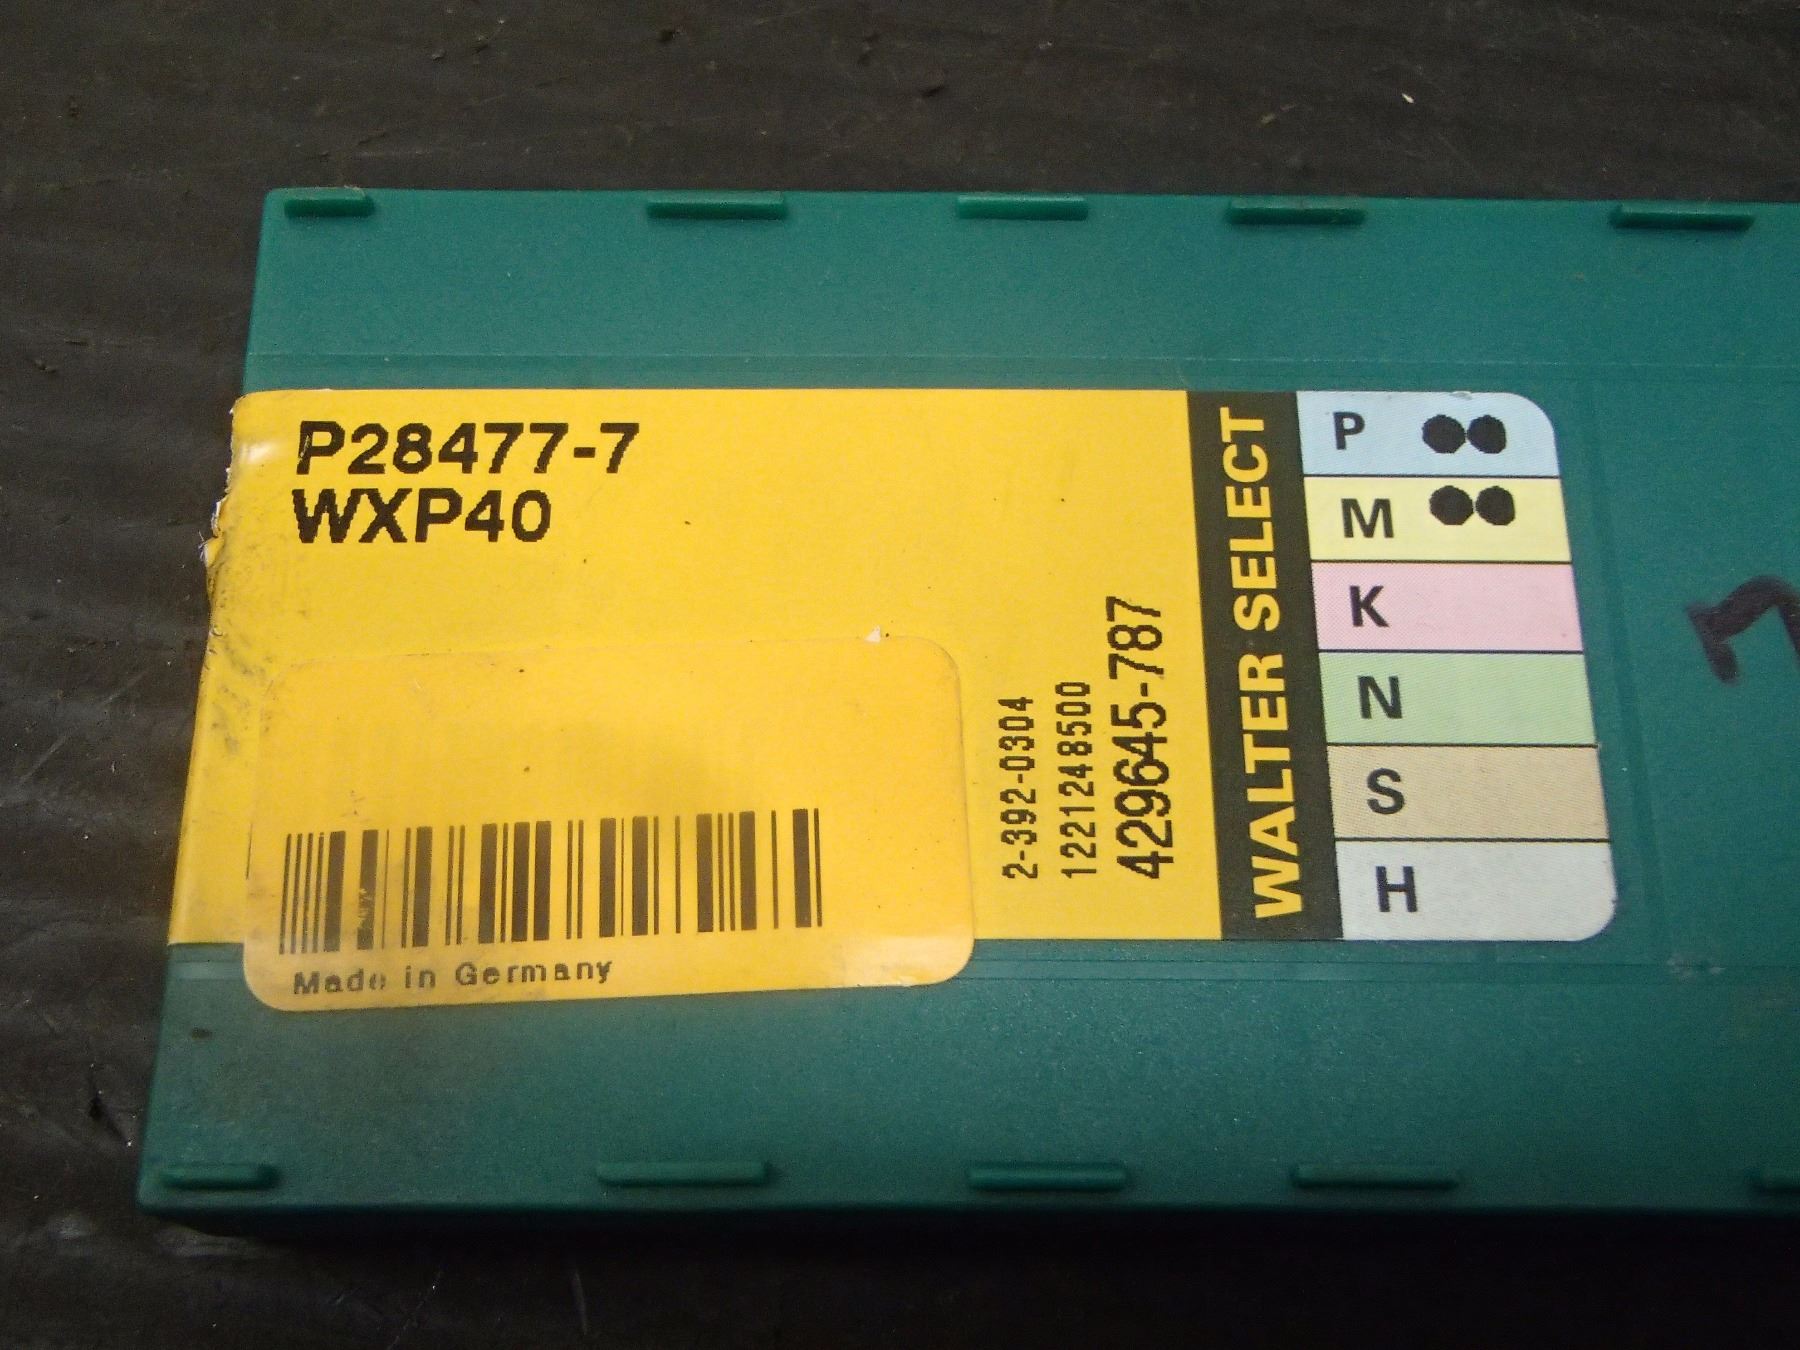 P28477-7
WXP40
Made in Germany
2-392-0304
1221248500
429645-787
WALTER SELECT
P
M
K
N
S
H